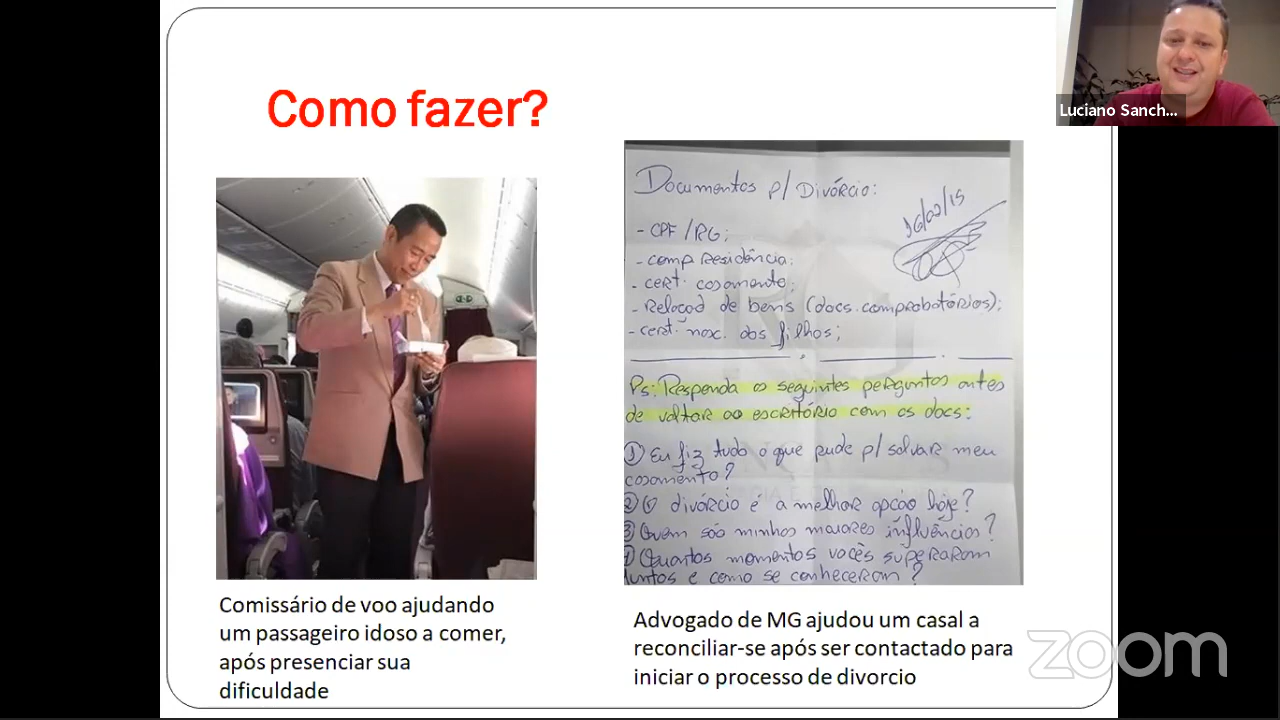 Como fazer?
Luciano Sanch...
Documentos p/ Divórcio:
16/02/15
- CPF /RG;
- comp residência;
- cert. casamento;
- Relação de bens (docs. comprobatórios);
- cert. nasc. dos filhos;
Ps: Responda as seguintes perguntas antes
de voltar ao escritório com os docs:
① Eu fiz tudo o que pude p/ salvar meu
casamento?
② O divórcio é a melhor opção hoje?
③ Quem são minhas maiores influências?
Quantos momentos vocês superaram
juntos e como se conheceram?
Comissário de voo ajudando
um passageiro idoso a comer,
após presenciar sua
dificuldade
Advogado de MG ajudou um casal a
reconciliar-se após ser contactado para
iniciar o processo de divorcio
zoom